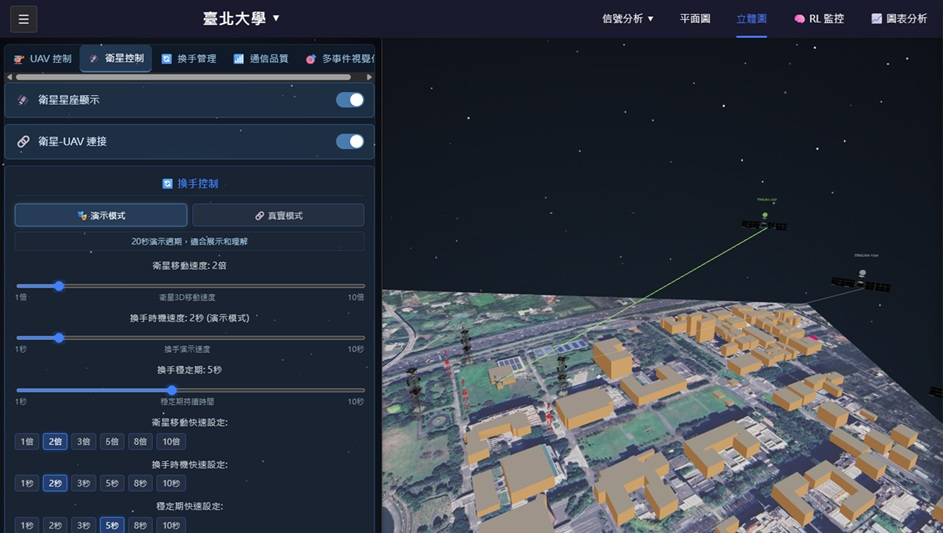 臺北大學 ▼
信號分析 ▼ 平面圖 立體圖 RL 監控 圖表分析
UAV 控制 衛星控制 換手管理 通信品質 多事件視覺化
衛星星座顯示
衛星-UAV 連接
換手控制
演示模式 真實模式
20秒演示週期，適合展示和理解
衛星移動速度: 2倍
1倍 衛星3D移動速度 10倍
換手時機速度: 2秒 (演示模式)
1秒 換手演示速度 10秒
換手穩定期: 5秒
1秒 穩定期持續時間 10秒
衛星移動快速設定:
1倍 2倍 3倍 5倍 8倍 10倍
換手時機快速設定:
1秒 2秒 3秒 5秒 8秒 10秒
穩定期快速設定:
1秒 2秒 3秒 5秒 8秒 10秒